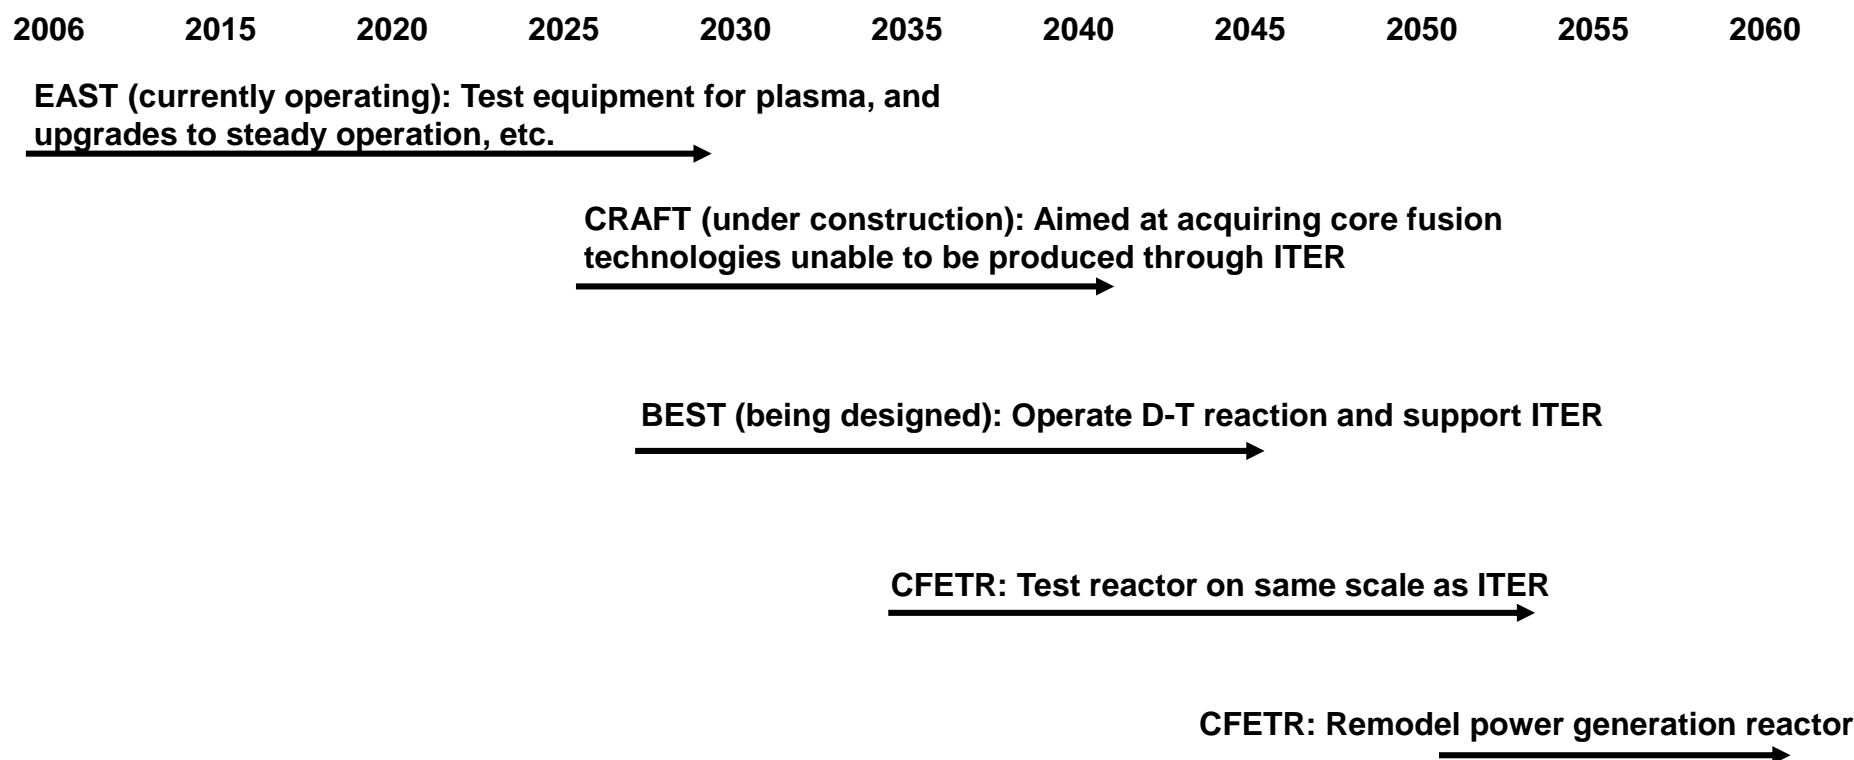 2006 2015 2020 2025 2030 2035 2040 2045 2050 2055 2060
EAST (currently operating): Test equipment for plasma, and
upgrades to steady operation, etc.
CRAFT (under construction): Aimed at acquiring core fusion
technologies unable to be produced through ITER
BEST (being designed): Operate D-T reaction and support ITER
CFETR: Test reactor on same scale as ITER
CFETR: Remodel power generation reactor